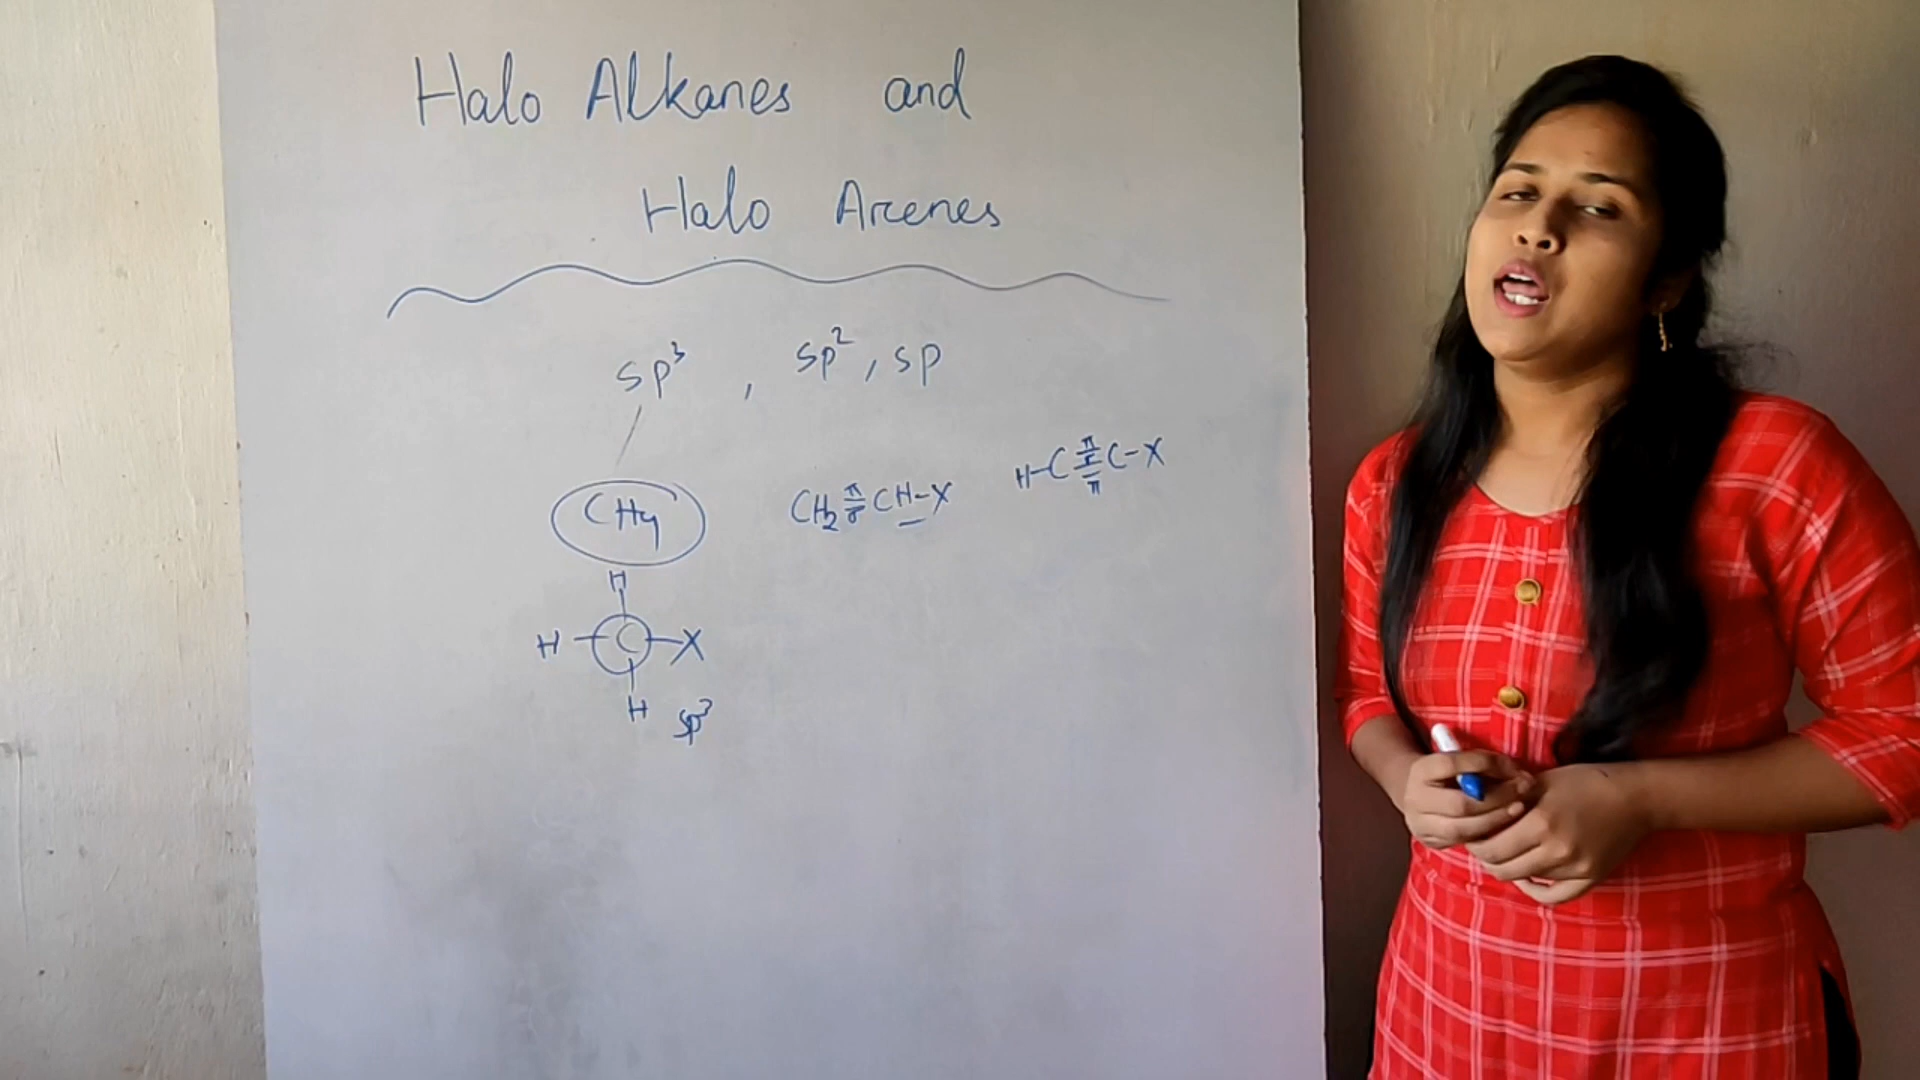 Halo Alkanes and
Halo Arenes
sp³, sp², sp
CH₄
CH₂ π σ CH-X
H-C π σ π C-X
H
H C X
H sp³